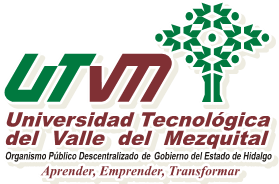 UTVM
Universidad Tecnológica
del Valle del Mezquital
Organismo Público Descentralizado de Gobierno del Estado de Hidalgo
Aprender, Emprender, Transformar